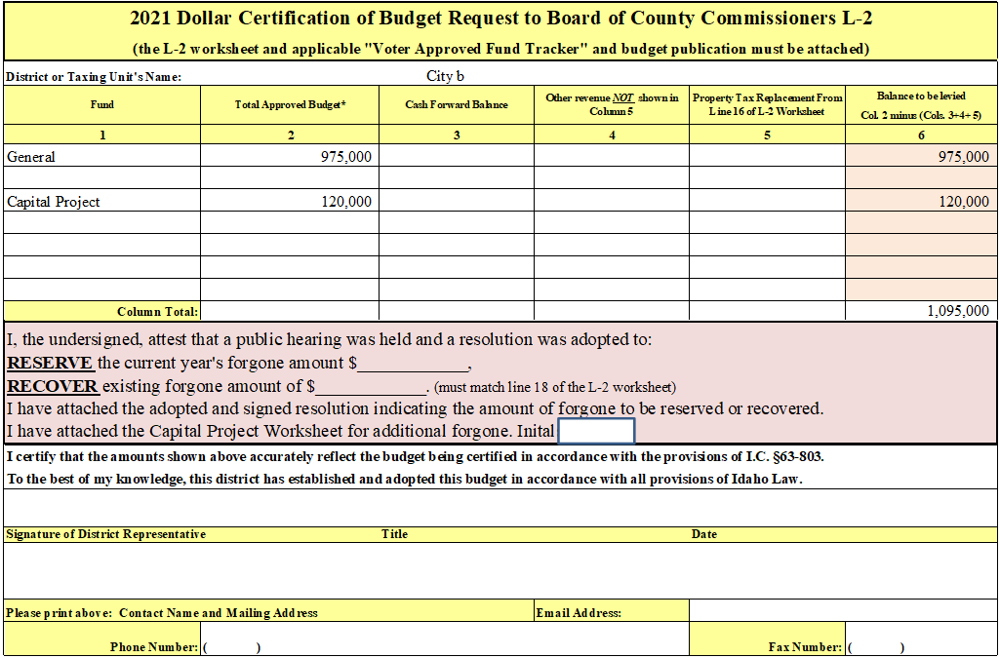 2021 Dollar Certification of Budget Request to Board of County Commissioners L-2
(the L-2 worksheet and applicable "Voter Approved Fund Tracker" and budget publication must be attached)
District or Taxing Unit's Name: City b
Fund Total Approved Budget* Cash Forward Balance Other revenue NOT shown in Column 5 Property Tax Replacement From Line 16 of L-2 Worksheet Balance to be levied Col. 2 minus (Cols. 3+4+5)
1 2 3 4 5 6
General 975,000 975,000
Capital Project 120,000 120,000
Column Total: 1,095,000
I, the undersigned, attest that a public hearing was held and a resolution was adopted to:
RESERVE the current year's forgone amount $_____________,
RECOVER existing forgone amount of $_____________. (must match line 18 of the L-2 worksheet)
I have attached the adopted and signed resolution indicating the amount of forgone to be reserved or recovered.
I have attached the Capital Project Worksheet for additional forgone. Inital
I certify that the amounts shown above accurately reflect the budget being certified in accordance with the provisions of I.C. §63-803.
To the best of my knowledge, this district has established and adopted this budget in accordance with all provisions of Idaho Law.
Signature of District Representative Title Date
Please print above: Contact Name and Mailing Address Email Address:
Phone Number: ( ) Fax Number: ( )